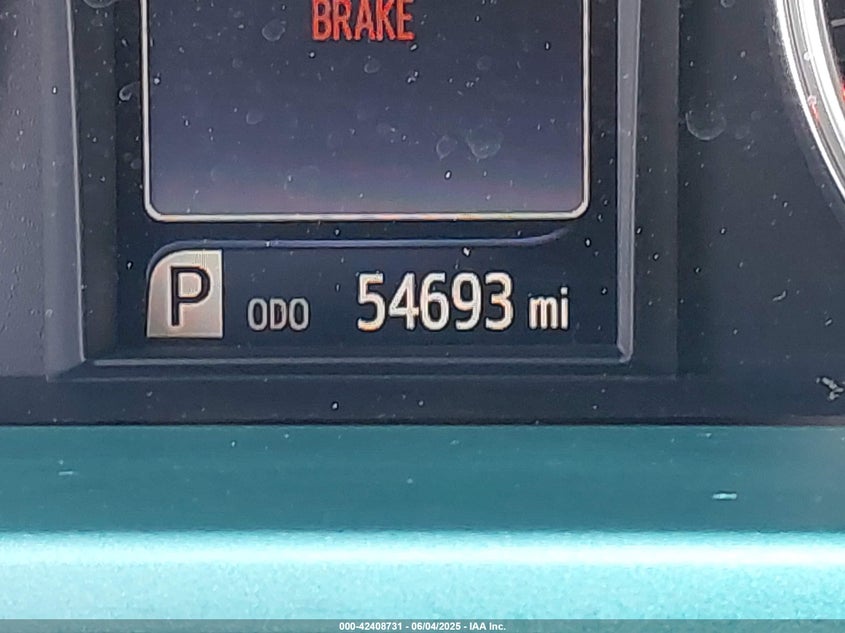 BRAKE
P ODO 54693 mi
000-42408731 - 06/04/2025 - IAA Inc.